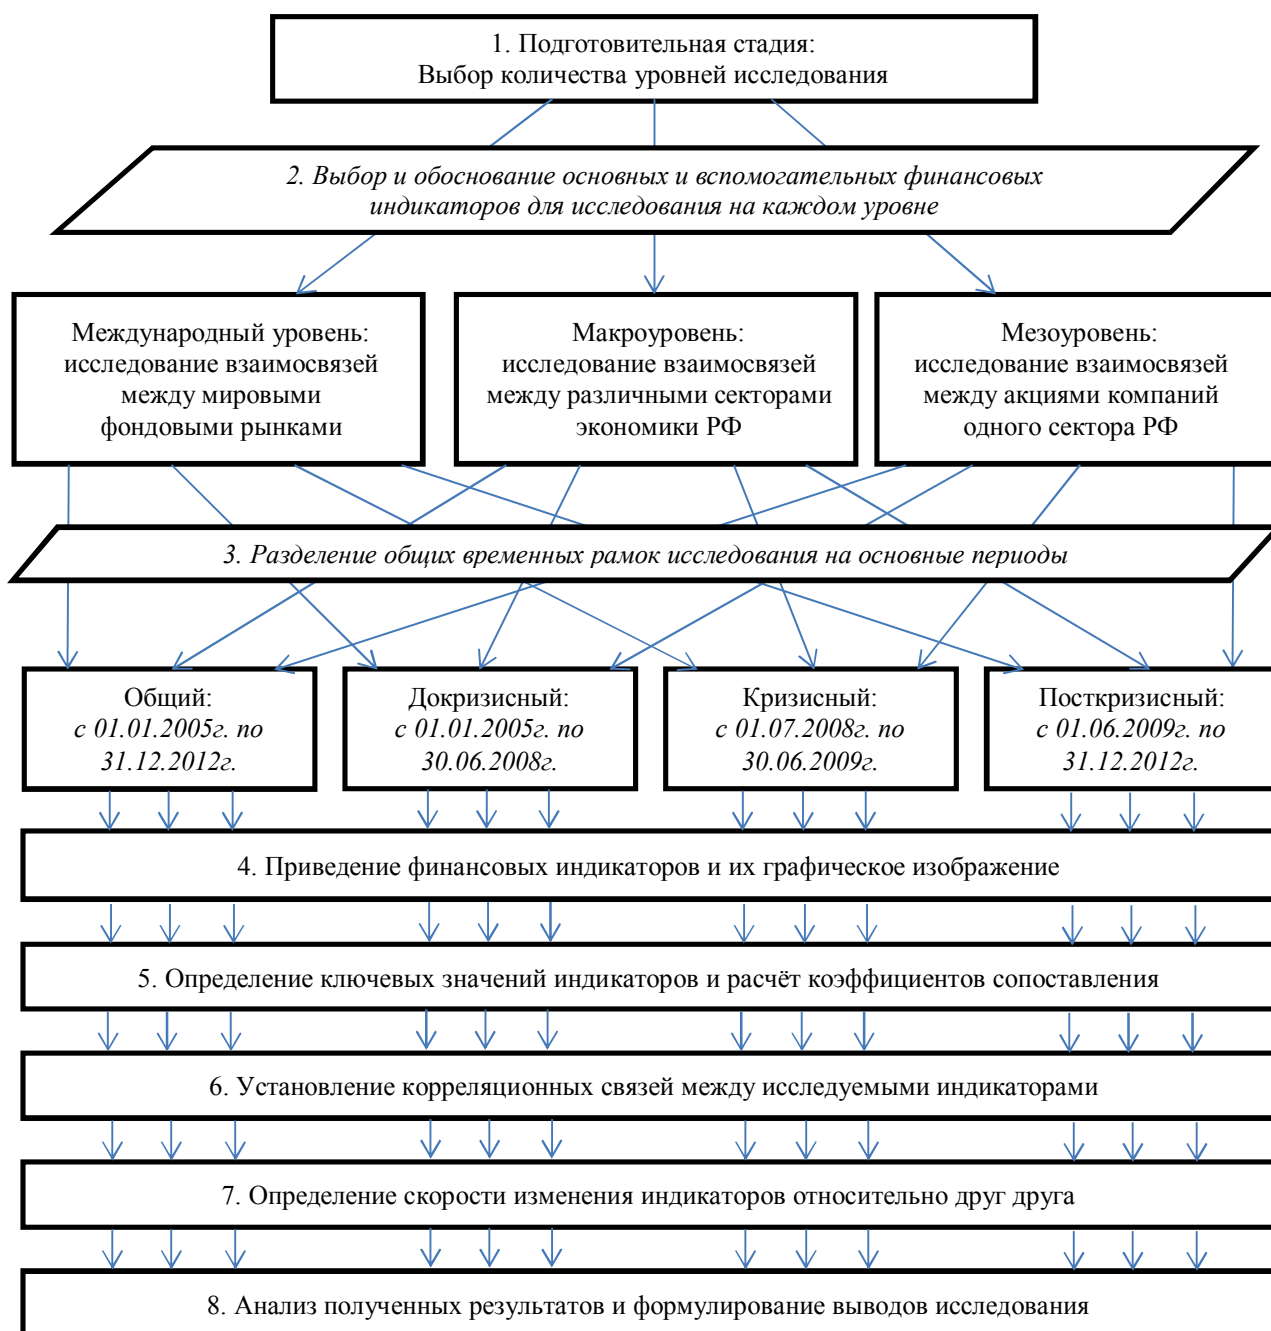 1. Подготовительная стадия:
Выбор количества уровней исследования
2. Выбор и обоснование основных и вспомогательных финансовых
индикаторов для исследования на каждом уровне
Международный уровень:
исследование взаимосвязей
между мировыми
фондовыми рынками
Макроуровень:
исследование взаимосвязей
между различными секторами
экономики РФ
Мезоуровень:
исследование взаимосвязей
между акциями компаний
одного сектора РФ
3. Разделение общих временных рамок исследования на основные периоды
Общий:
с 01.01.2005г. по
31.12.2012г.
Докризисный:
с 01.01.2005г. по
30.06.2008г.
Кризисный:
с 01.07.2008г. по
30.06.2009г.
Посткризисный:
с 01.06.2009г. по
31.12.2012г.
4. Приведение финансовых индикаторов и их графическое изображение
5. Определение ключевых значений индикаторов и расчёт коэффициентов сопоставления
6. Установление корреляционных связей между исследуемыми индикаторами
7. Определение скорости изменения индикаторов относительно друг друга
8. Анализ полученных результатов и формулирование выводов исследования